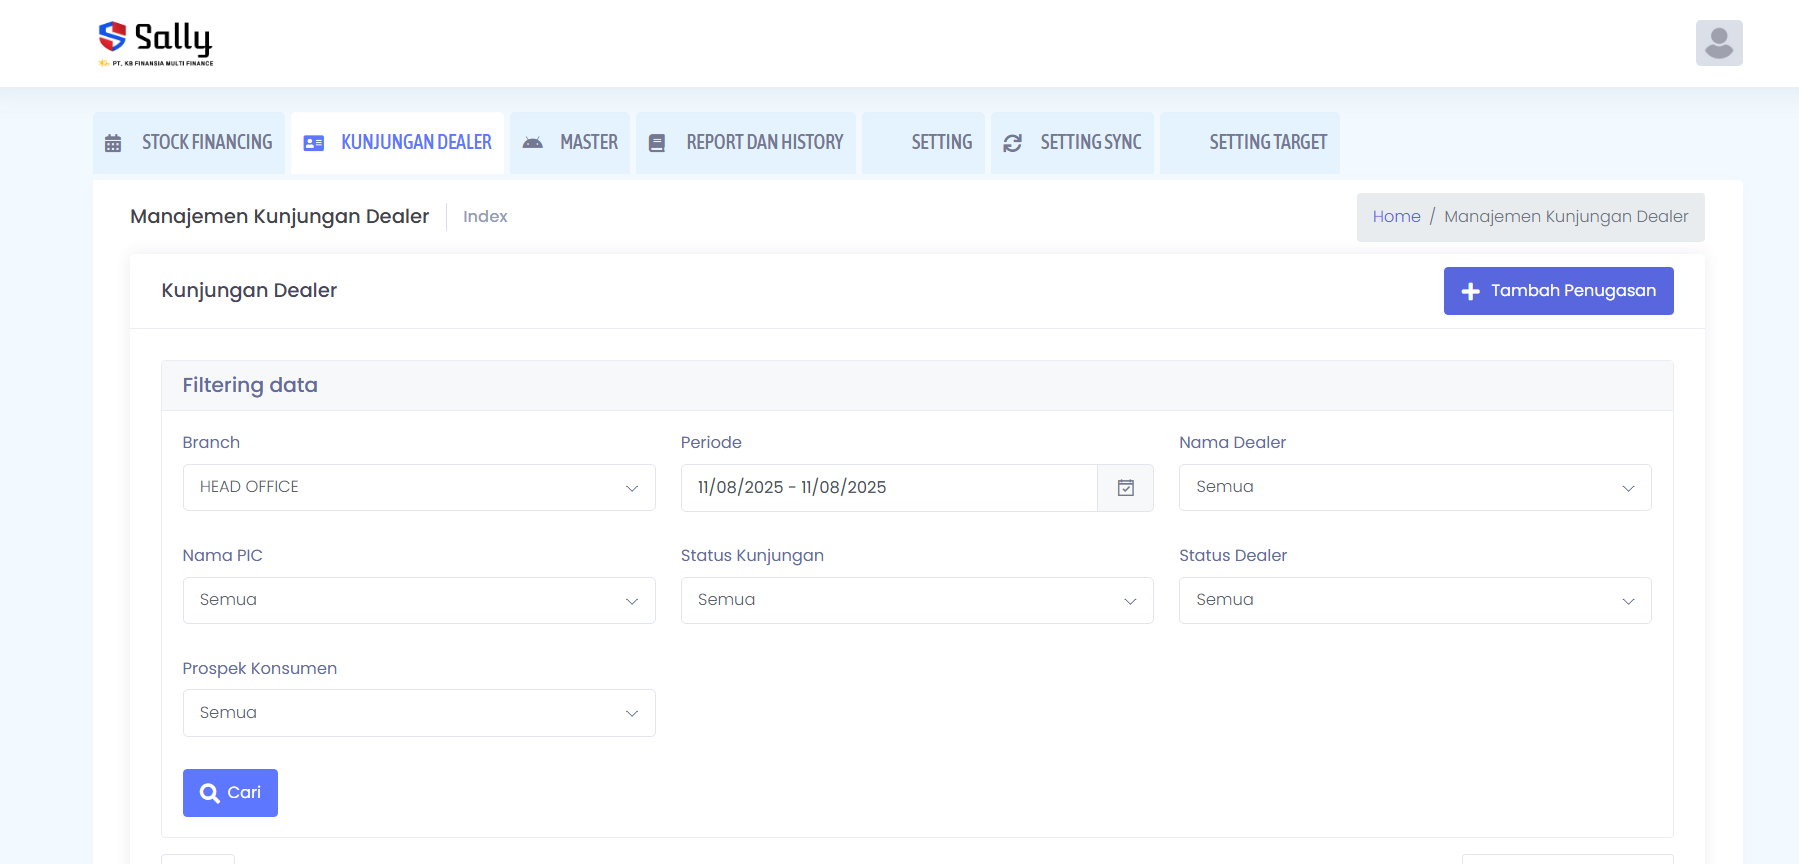 Sally
PT. KB FINANSIA MULTI FINANCE
STOCK FINANCING
KUNJUNGAN DEALER
MASTER
REPORT DAN HISTORY
SETTING
SETTING SYNC
SETTING TARGET
Manajemen Kunjungan Dealer
Index
Home / Manajemen Kunjungan Dealer
Kunjungan Dealer
Tambah Penugasan
Filtering data
Branch
Periode
Nama Dealer
HEAD OFFICE
11/08/2025 - 11/08/2025
Semua
Nama PIC
Status Kunjungan
Status Dealer
Semua
Semua
Semua
Prospek Konsumen
Semua
Cari